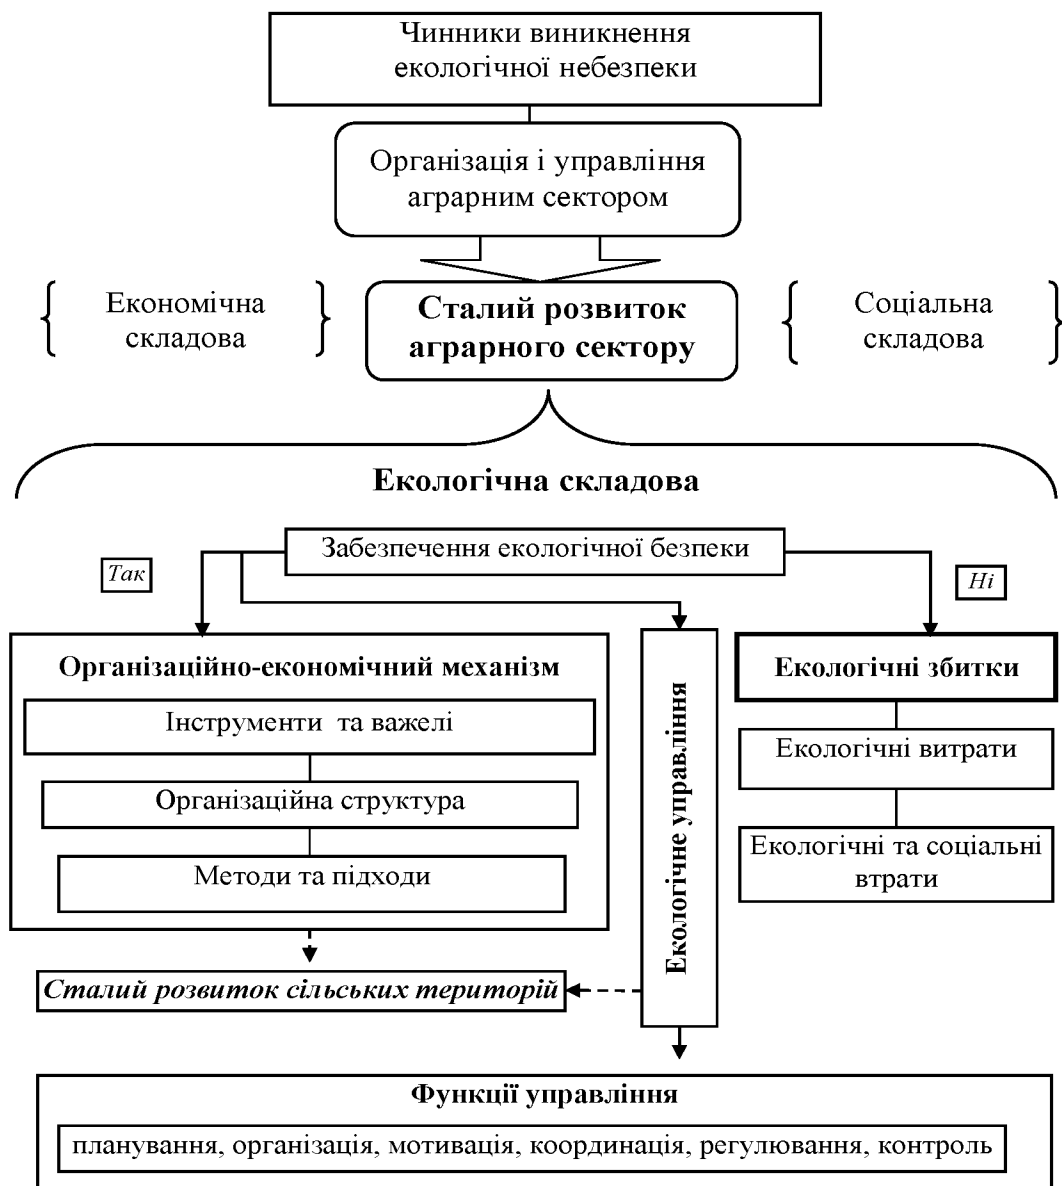 Чинники виникнення
екологічної небезпеки
Організація і управління
аграрним сектором
Економічна
складова
Сталий розвиток
аграрного сектору
Соціальна
складова
Екологічна складова
Забезпечення екологічної безпеки
Так
Ні
Організаційно-економічний механізм
Інструменти та важелі
Організаційна структура
Методи та підходи
Екологічне управління
Екологічні збитки
Екологічні витрати
Екологічні та соціальні
втрати
Сталий розвиток сільських територій
Функції управління
планування, організація, мотивація, координація, регулювання, контроль